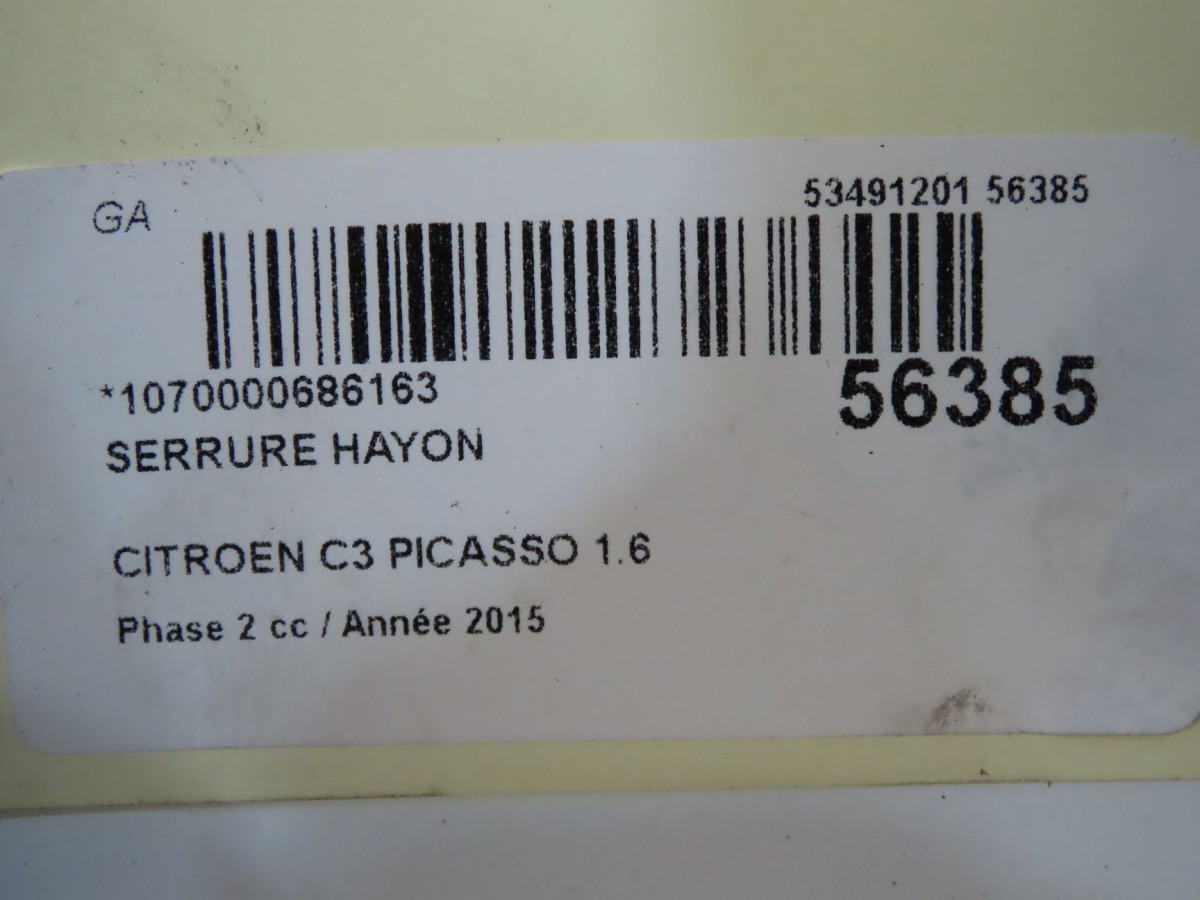 GA
53491201 56385
*1070000686163
56385
SERRURE HAYON
CITROEN C3 PICASSO 1.6
Phase 2 cc / Année 2015